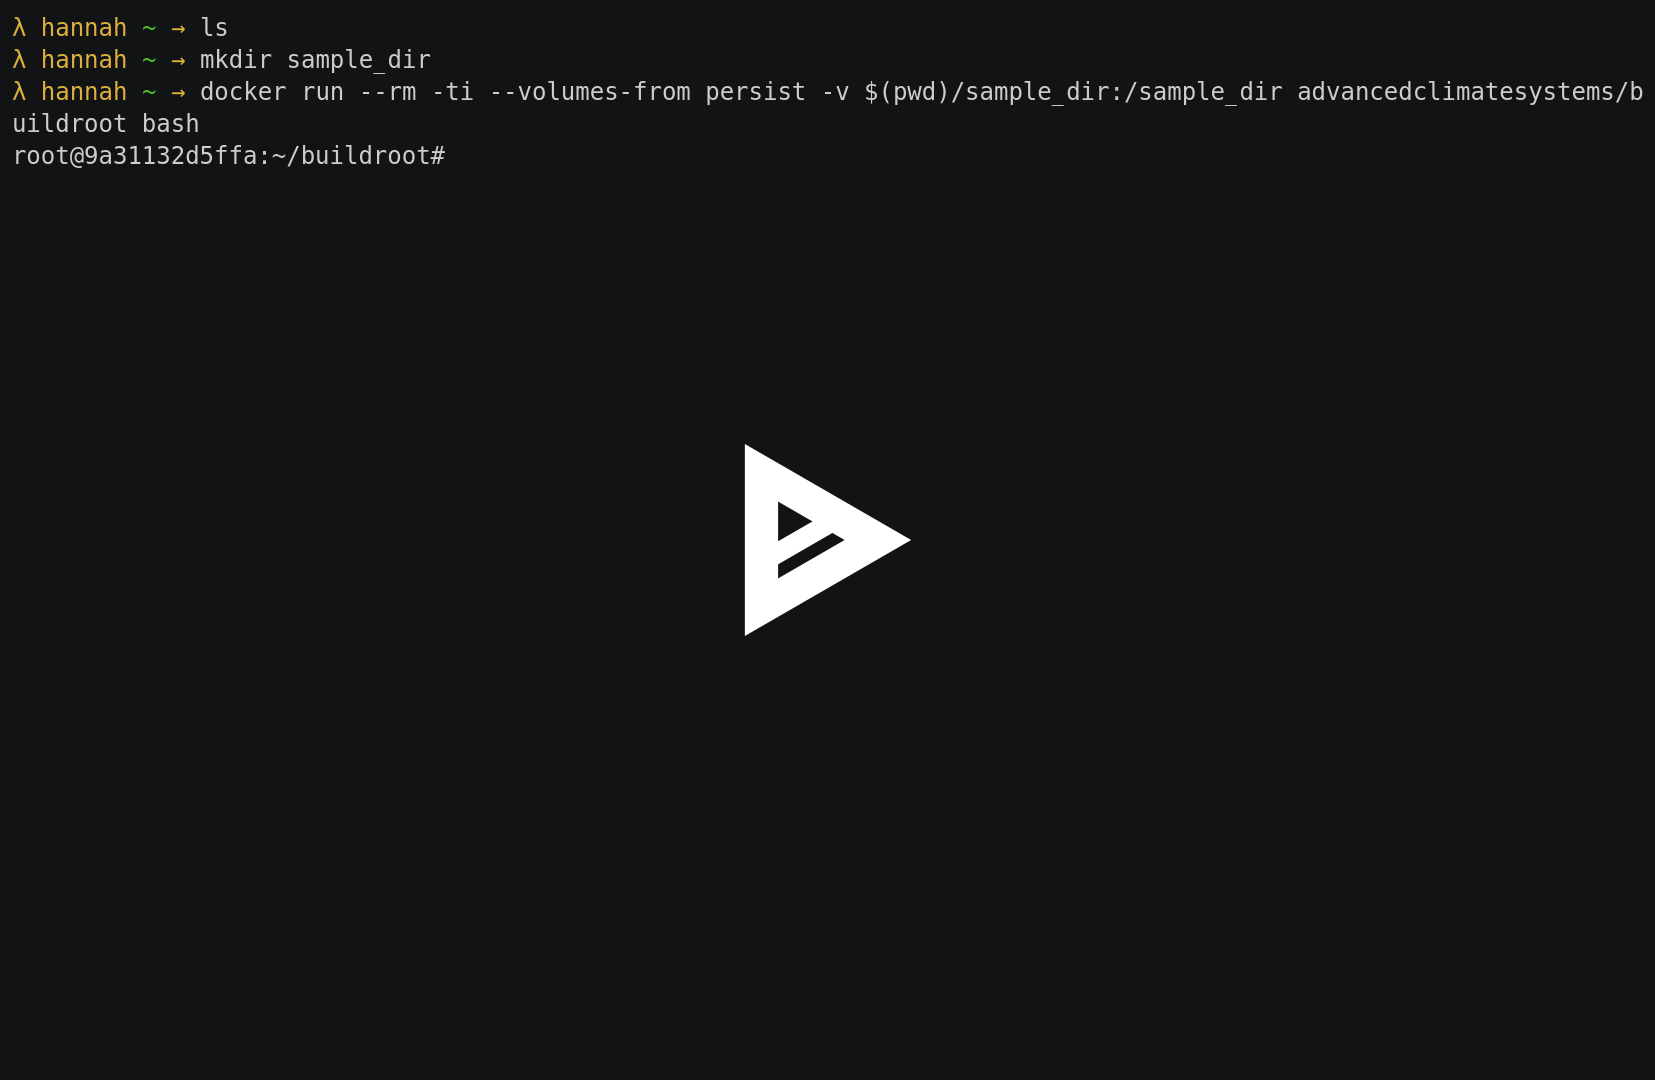 λ hannah ~ → ls
λ hannah ~ → mkdir sample_dir
λ hannah ~ → docker run --rm -ti --volumes-from persist -v $(pwd)/sample_dir:/sample_dir advancedclimatesystems/b
uildroot bash
root@9a31132d5ffa:~/buildroot#